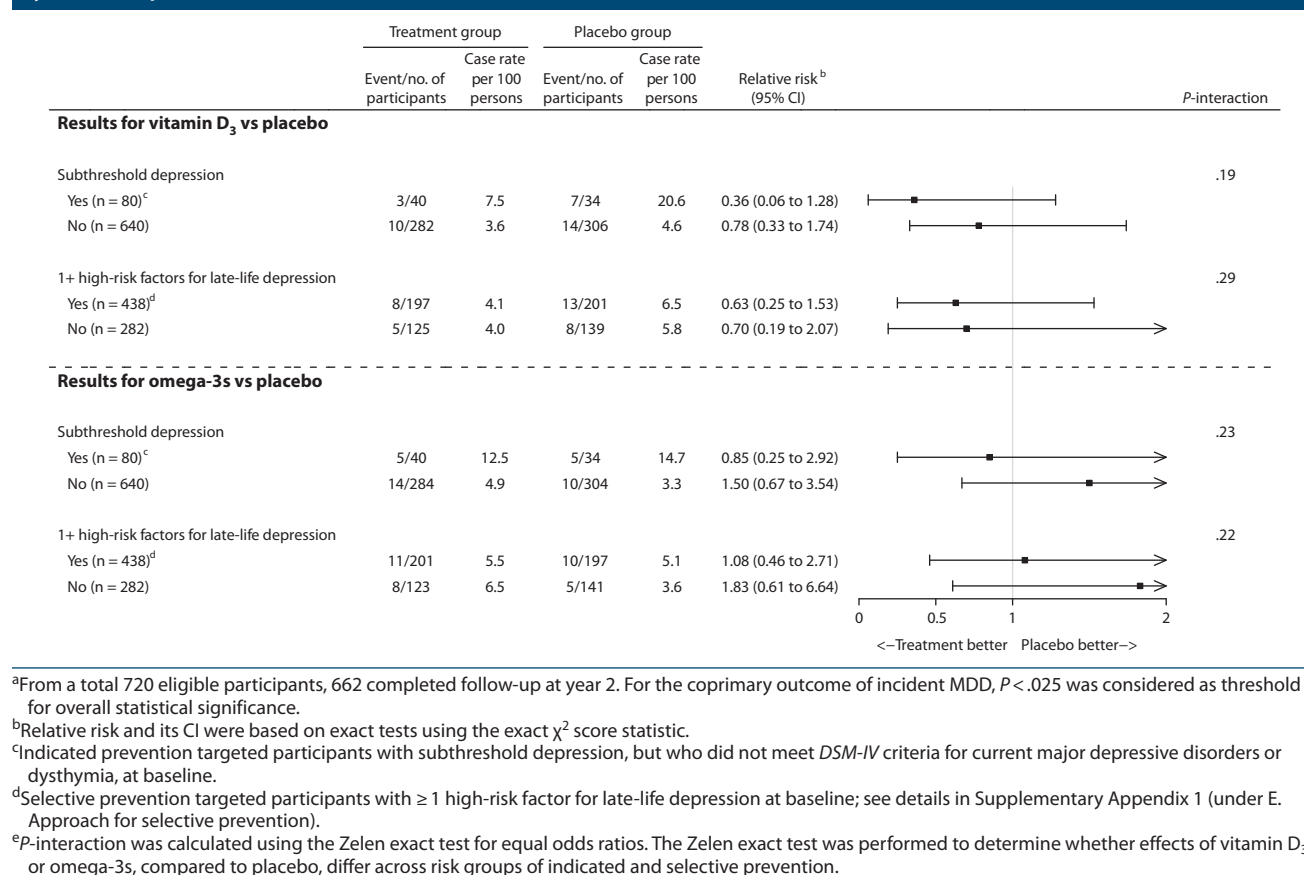 Treatment group Placebo group
Event/no. of participants Case rate per 100 persons Event/no. of participants Case rate per 100 persons Relative risk b (95% CI) P-interaction
Results for vitamin D3 vs placebo
Subthreshold depression .19
Yes (n = 80)c 3/40 7.5 7/34 20.6 0.36 (0.06 to 1.28)
No (n = 640) 10/282 3.6 14/306 4.6 0.78 (0.33 to 1.74)
1+ high-risk factors for late-life depression .29
Yes (n = 438)d 8/197 4.1 13/201 6.5 0.63 (0.25 to 1.53)
No (n = 282) 5/125 4.0 8/139 5.8 0.70 (0.19 to 2.07)
Results for omega-3s vs placebo
Subthreshold depression .23
Yes (n = 80)c 5/40 12.5 5/34 14.7 0.85 (0.25 to 2.92)
No (n = 640) 14/284 4.9 10/304 3.3 1.50 (0.67 to 3.54)
1+ high-risk factors for late-life depression .22
Yes (n = 438)d 11/201 5.5 10/197 5.1 1.08 (0.46 to 2.71)
No (n = 282) 8/123 6.5 5/141 3.6 1.83 (0.61 to 6.64)
0 0.5 1 2
<−Treatment better Placebo better−>
aFrom a total 720 eligible participants, 662 completed follow-up at year 2. For the coprimary outcome of incident MDD, P < .025 was considered as threshold
for overall statistical significance.
bRelative risk and its CI were based on exact tests using the exact χ2 score statistic.
cIndicated prevention targeted participants with subthreshold depression, but who did not meet DSM-IV criteria for current major depressive disorders or
dysthymia, at baseline.
dSelective prevention targeted participants with ≥ 1 high-risk factor for late-life depression at baseline; see details in Supplementary Appendix 1 (under E.
Approach for selective prevention).
eP-interaction was calculated using the Zelen exact test for equal odds ratios. The Zelen exact test was performed to determine whether effects of vitamin D3
or omega-3s, compared to placebo, differ across risk groups of indicated and selective prevention.